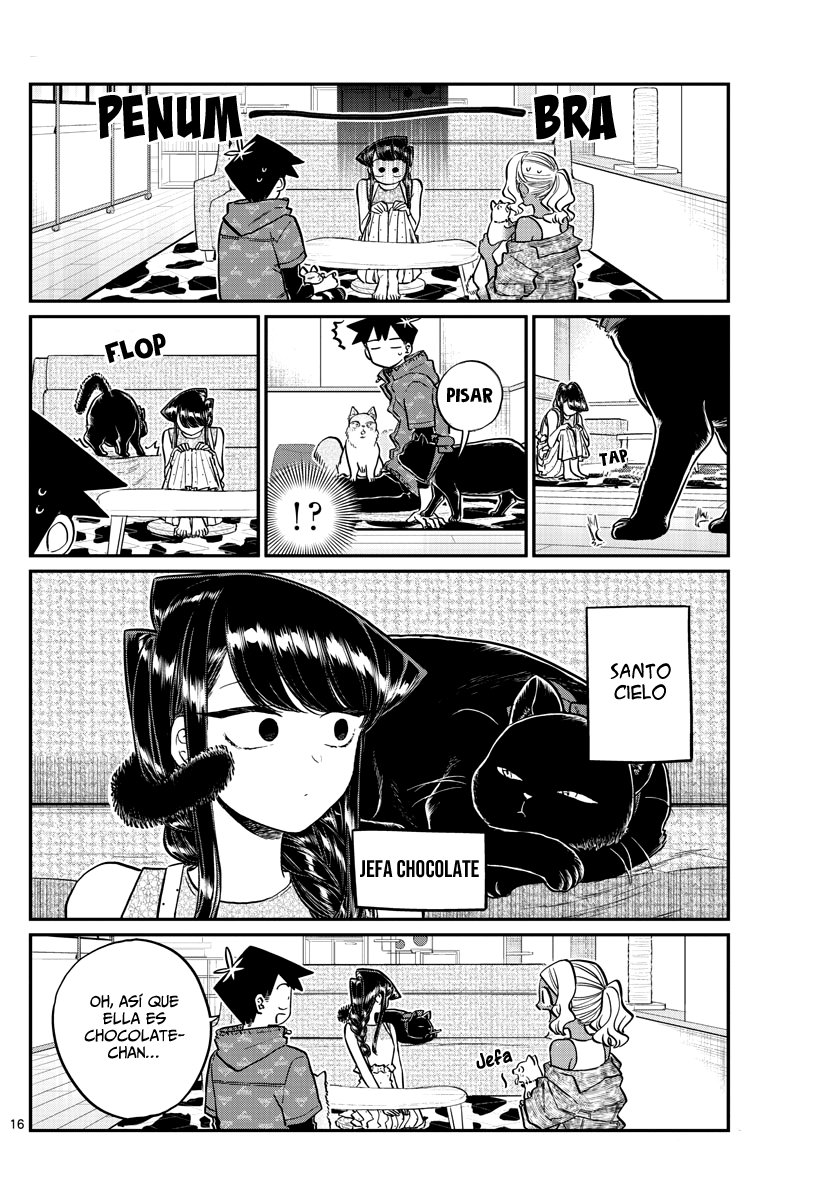 PENUM BRA
TAP
PISAR
!?
FLOP
SANTO
CIELO
JEFA CHOCOLATE
OH, ASÍ QUE
ELLA ES
CHOCOLATE-
CHAN...
Jefa
16